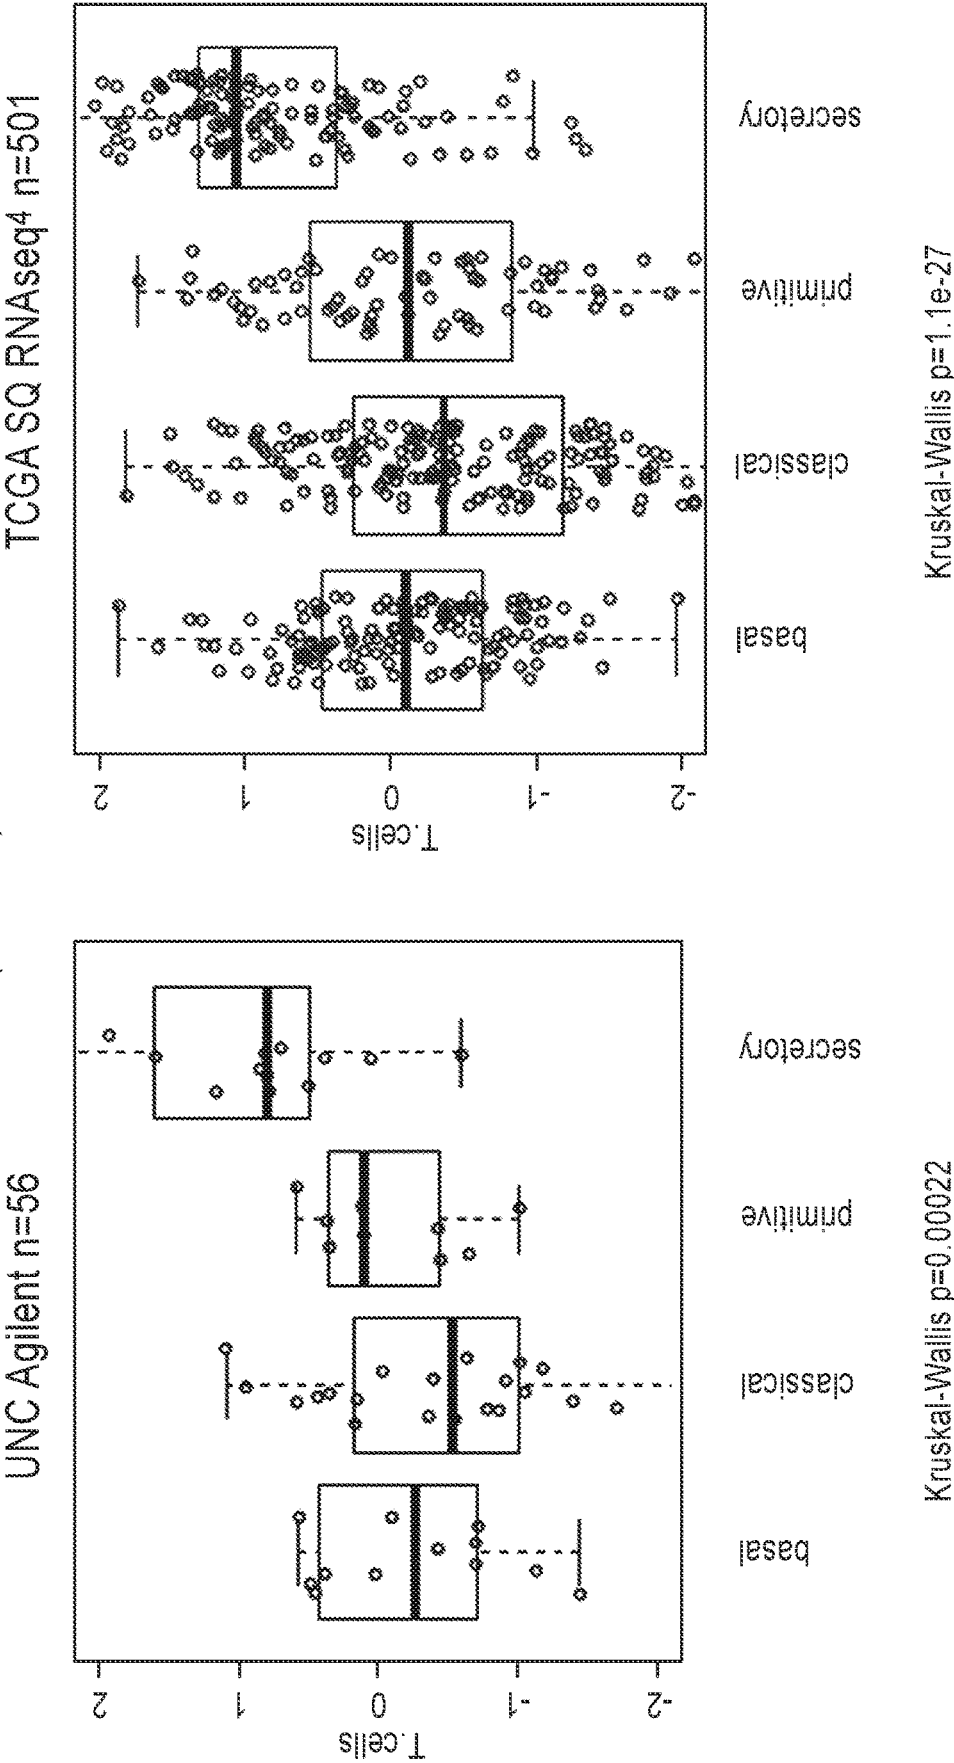 TCGA SQ RNAseq⁴ n=501
2
1
0
-1
-2
T.cells
basal
classical
primitive
secretory
Kruskal-Wallis p=1.1e-27
UNC Agilent n=56
2
1
0
-1
-2
T.cells
basal
classical
primitive
secretory
Kruskal-Wallis p=0.00022